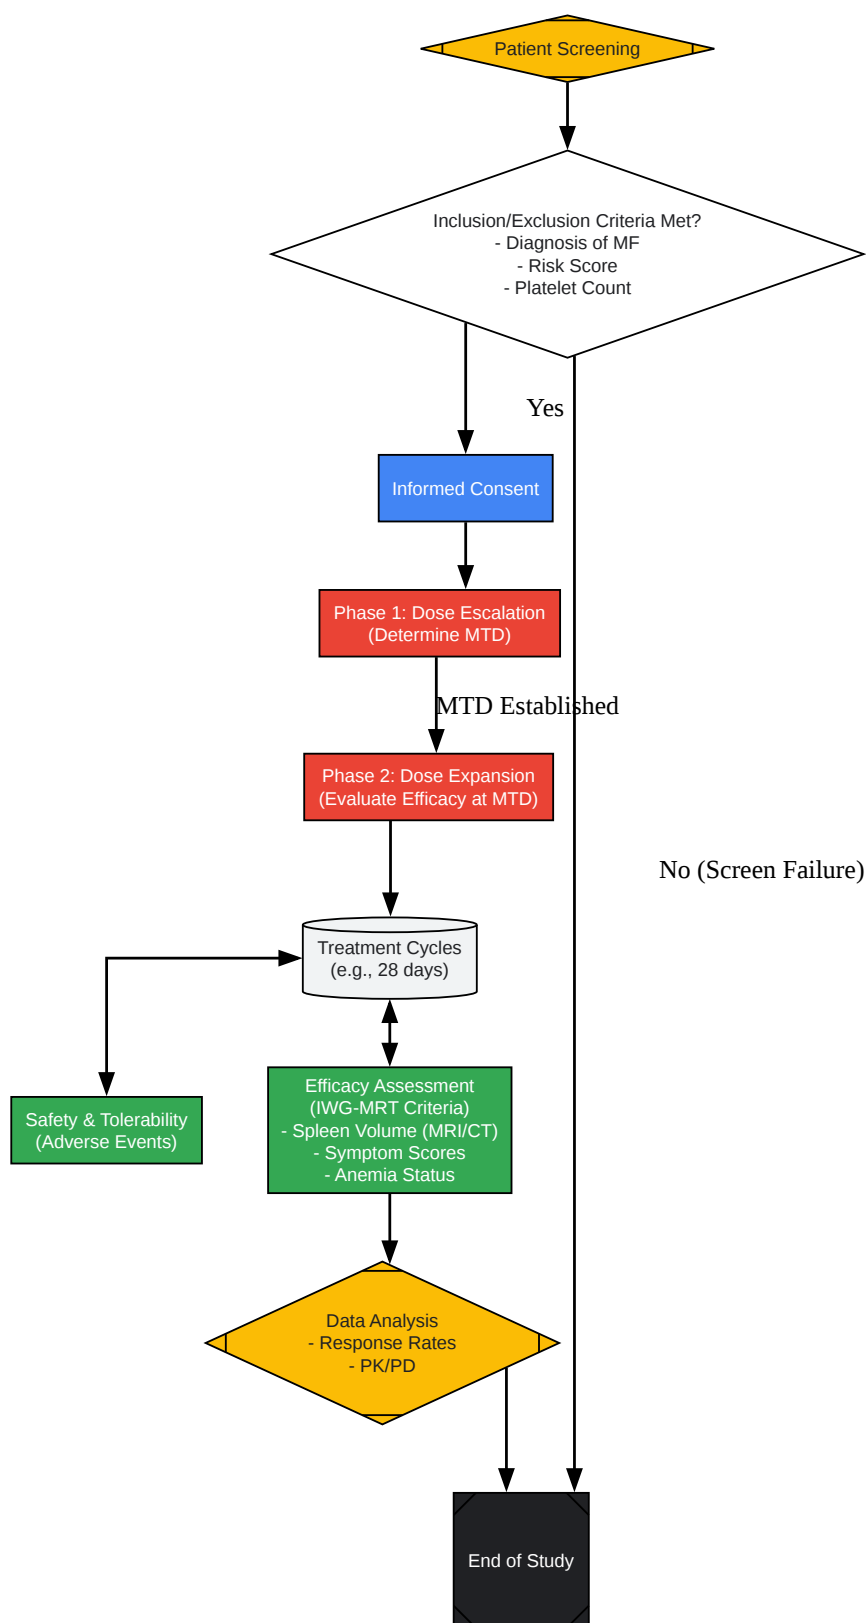 Patient Screening
Inclusion/Exclusion Criteria Met?
- Diagnosis of MF
- Risk Score
- Platelet Count
Yes
Informed Consent
Phase 1: Dose Escalation
(Determine MTD)
MTD Established
Phase 2: Dose Expansion
(Evaluate Efficacy at MTD)
No (Screen Failure)
Treatment Cycles
(e.g., 28 days)
Safety & Tolerability
(Adverse Events)
Efficacy Assessment
(IWG-MRT Criteria)
- Spleen Volume (MRI/CT)
- Symptom Scores
- Anemia Status
Data Analysis
- Response Rates
- PK/PD
End of Study